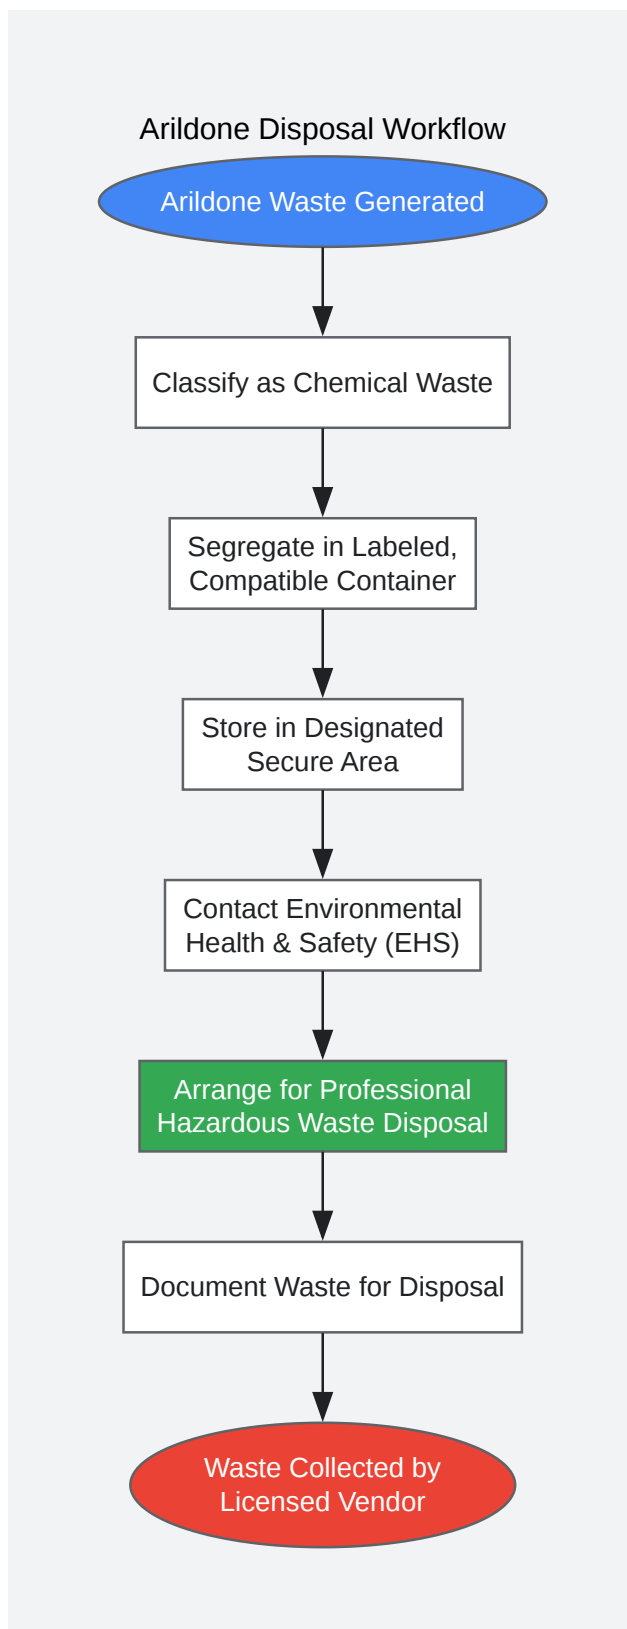 Arildone Disposal Workflow
Arildone Waste Generated
Classify as Chemical Waste
Segregate in Labeled,
Compatible Container
Store in Designated
Secure Area
Contact Environmental
Health & Safety (EHS)
Arrange for Professional
Hazardous Waste Disposal
Document Waste for Disposal
Waste Collected by
Licensed Vendor